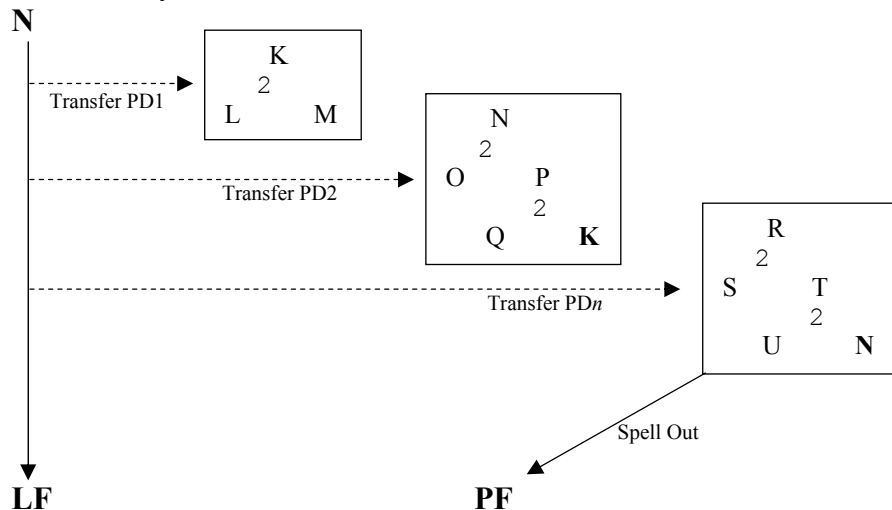 N
K
2
Transfer PD1
L M
N
2
O P
Transfer PD2
2
Q K
R
2
S T
Transfer PDn
2
U N
Spell Out
LF PF